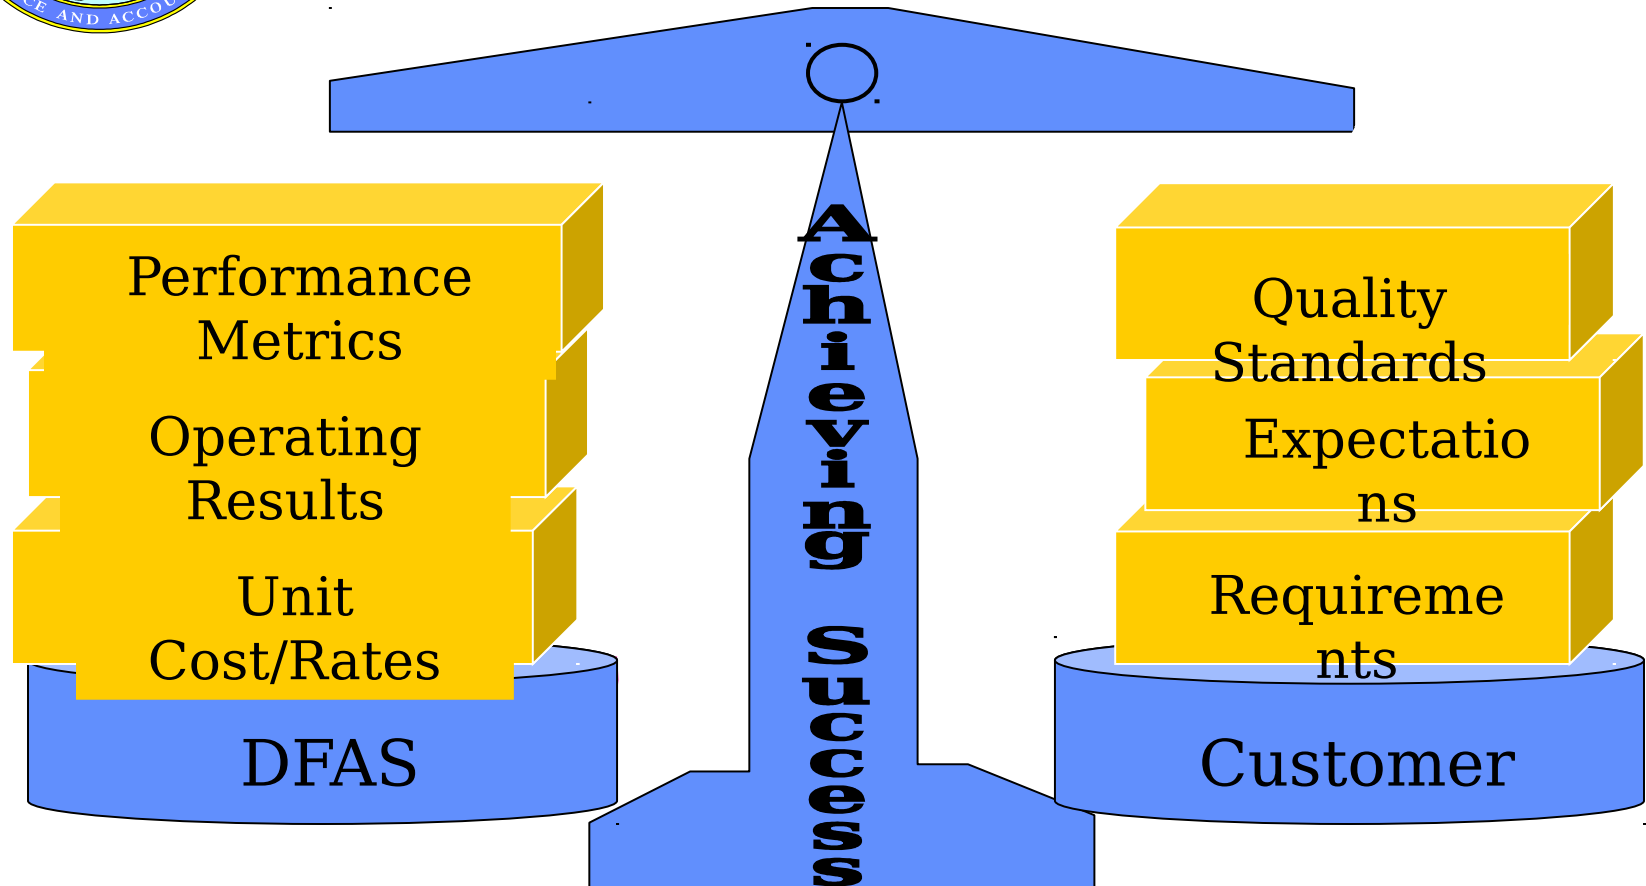 CE AND ACCOU
Performance
Metrics
Operating
Results
Unit
Cost/Rates
DFAS
Achieving Success
Quality
Standards
Expectatio
ns
Requireme
nts
Customer